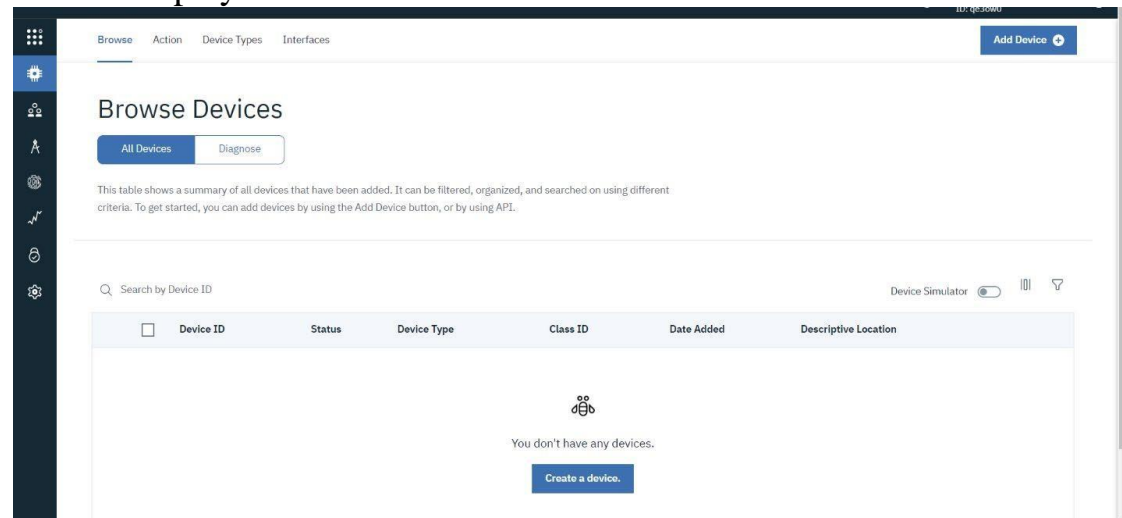 ID: qe38w0
Browse Action Device Types Interfaces
Add Device
Browse Devices
All Devices Diagnose
This table shows a summary of all devices that have been added. It can be filtered, organized, and searched on using different
criteria. To get started, you can add devices by using the Add Device button, or by using API.
Search by Device ID
Device Simulator
Device ID Status Device Type Class ID Date Added Descriptive Location
You don't have any devices.
Create a device.